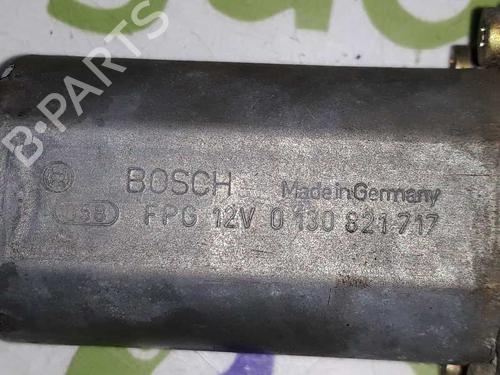 BOSCH Made in Germany
FPG 12V 0 130 821 717
B-PARTS